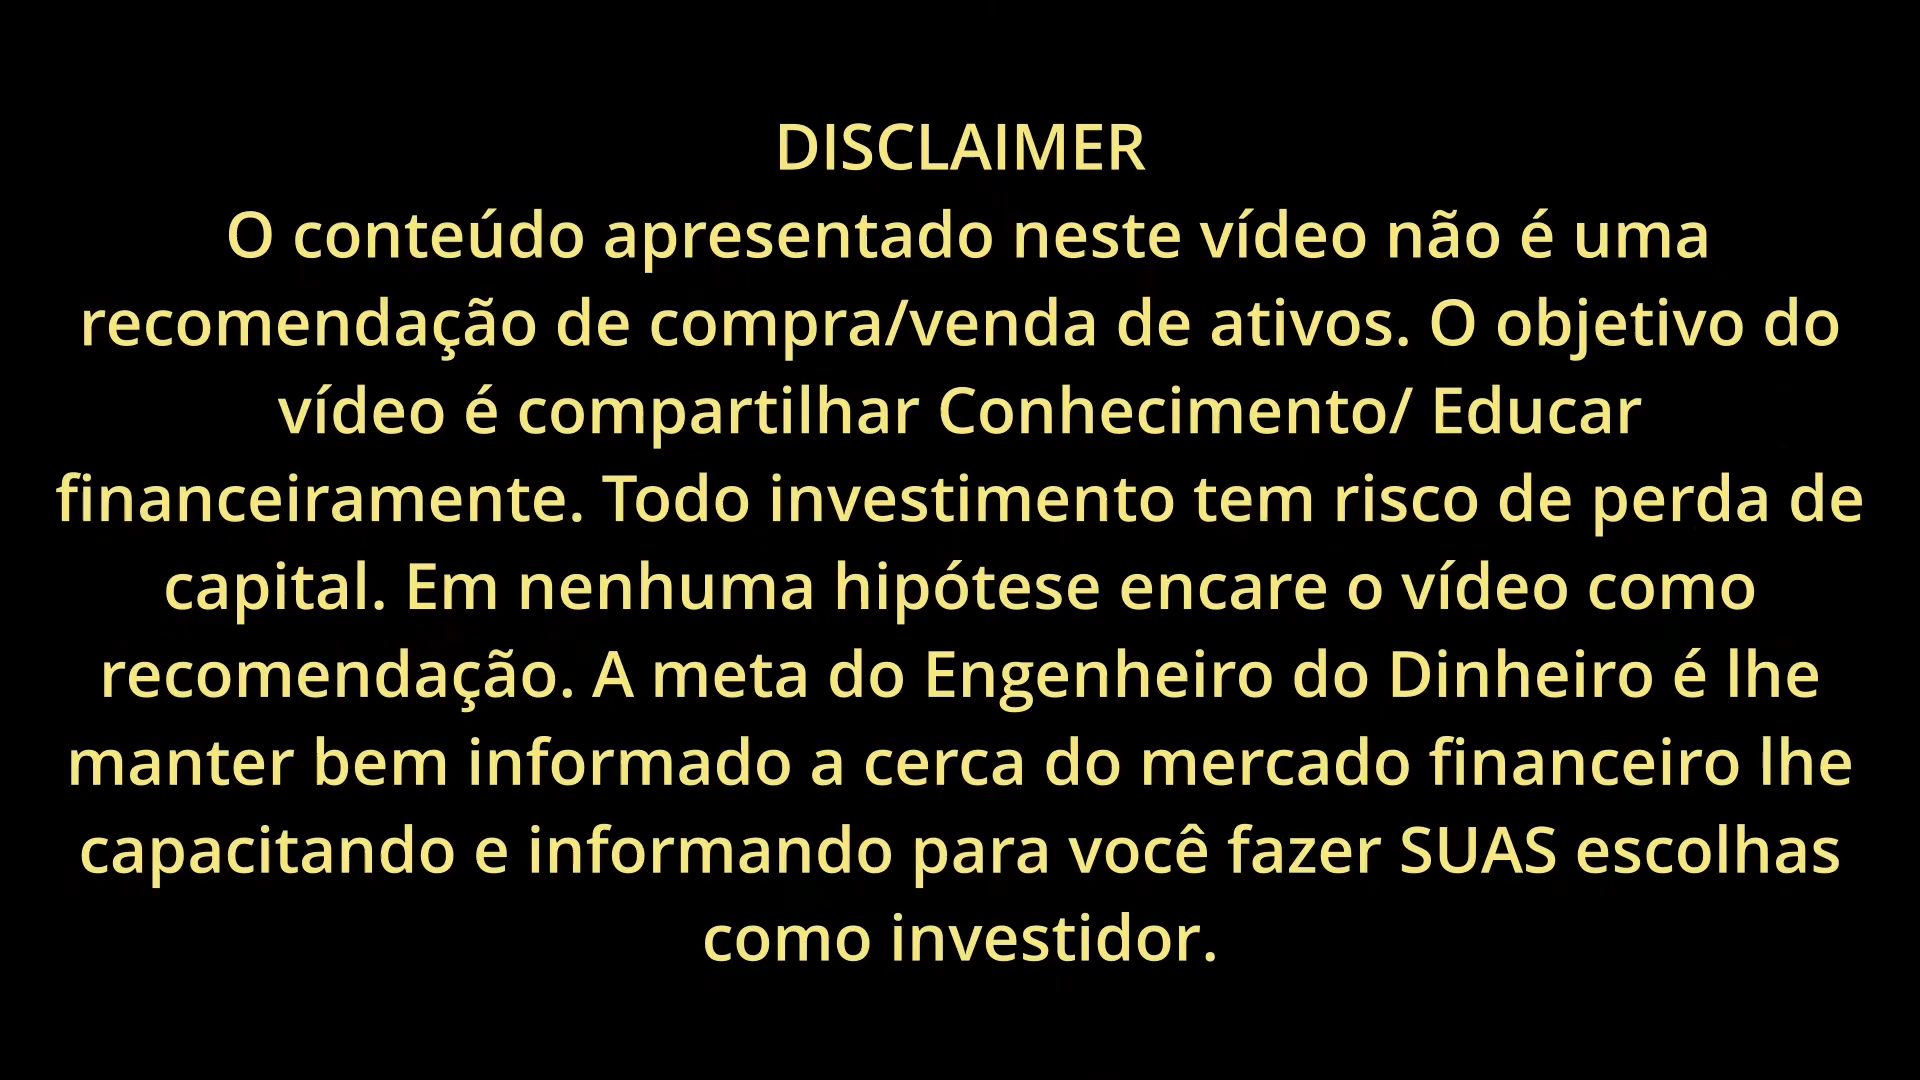 DISCLAIMER
O conteúdo apresentado neste vídeo não é uma
recomendação de compra/venda de ativos. O objetivo do
vídeo é compartilhar Conhecimento/ Educar
financeiramente. Todo investimento tem risco de perda de
capital. Em nenhuma hipótese encare o vídeo como
recomendação. A meta do Engenheiro do Dinheiro é lhe
manter bem informado a cerca do mercado financeiro lhe
capacitando e informando para você fazer SUAS escolhas
como investidor.